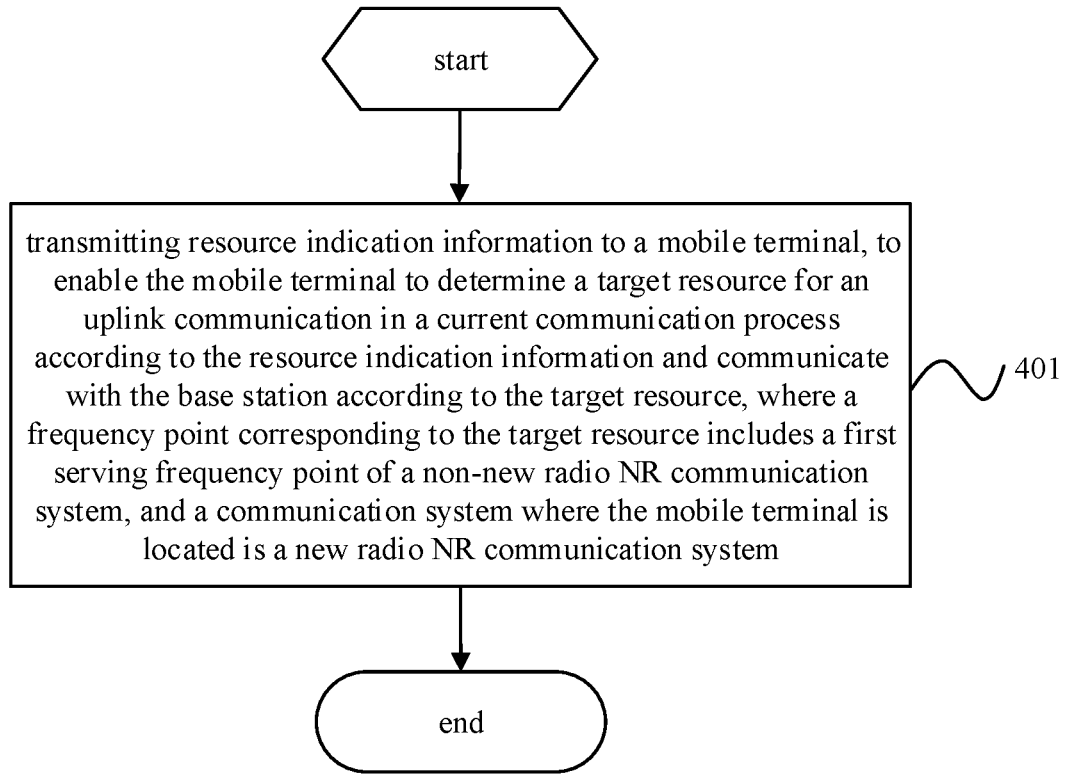 start
transmitting resource indication information to a mobile terminal, to
enable the mobile terminal to determine a target resource for an
uplink communication in a current communication process
according to the resource indication information and communicate
with the base station according to the target resource, where a
frequency point corresponding to the target resource includes a first
serving frequency point of a non-new radio NR communication
system, and a communication system where the mobile terminal is
located is a new radio NR communication system
401
end